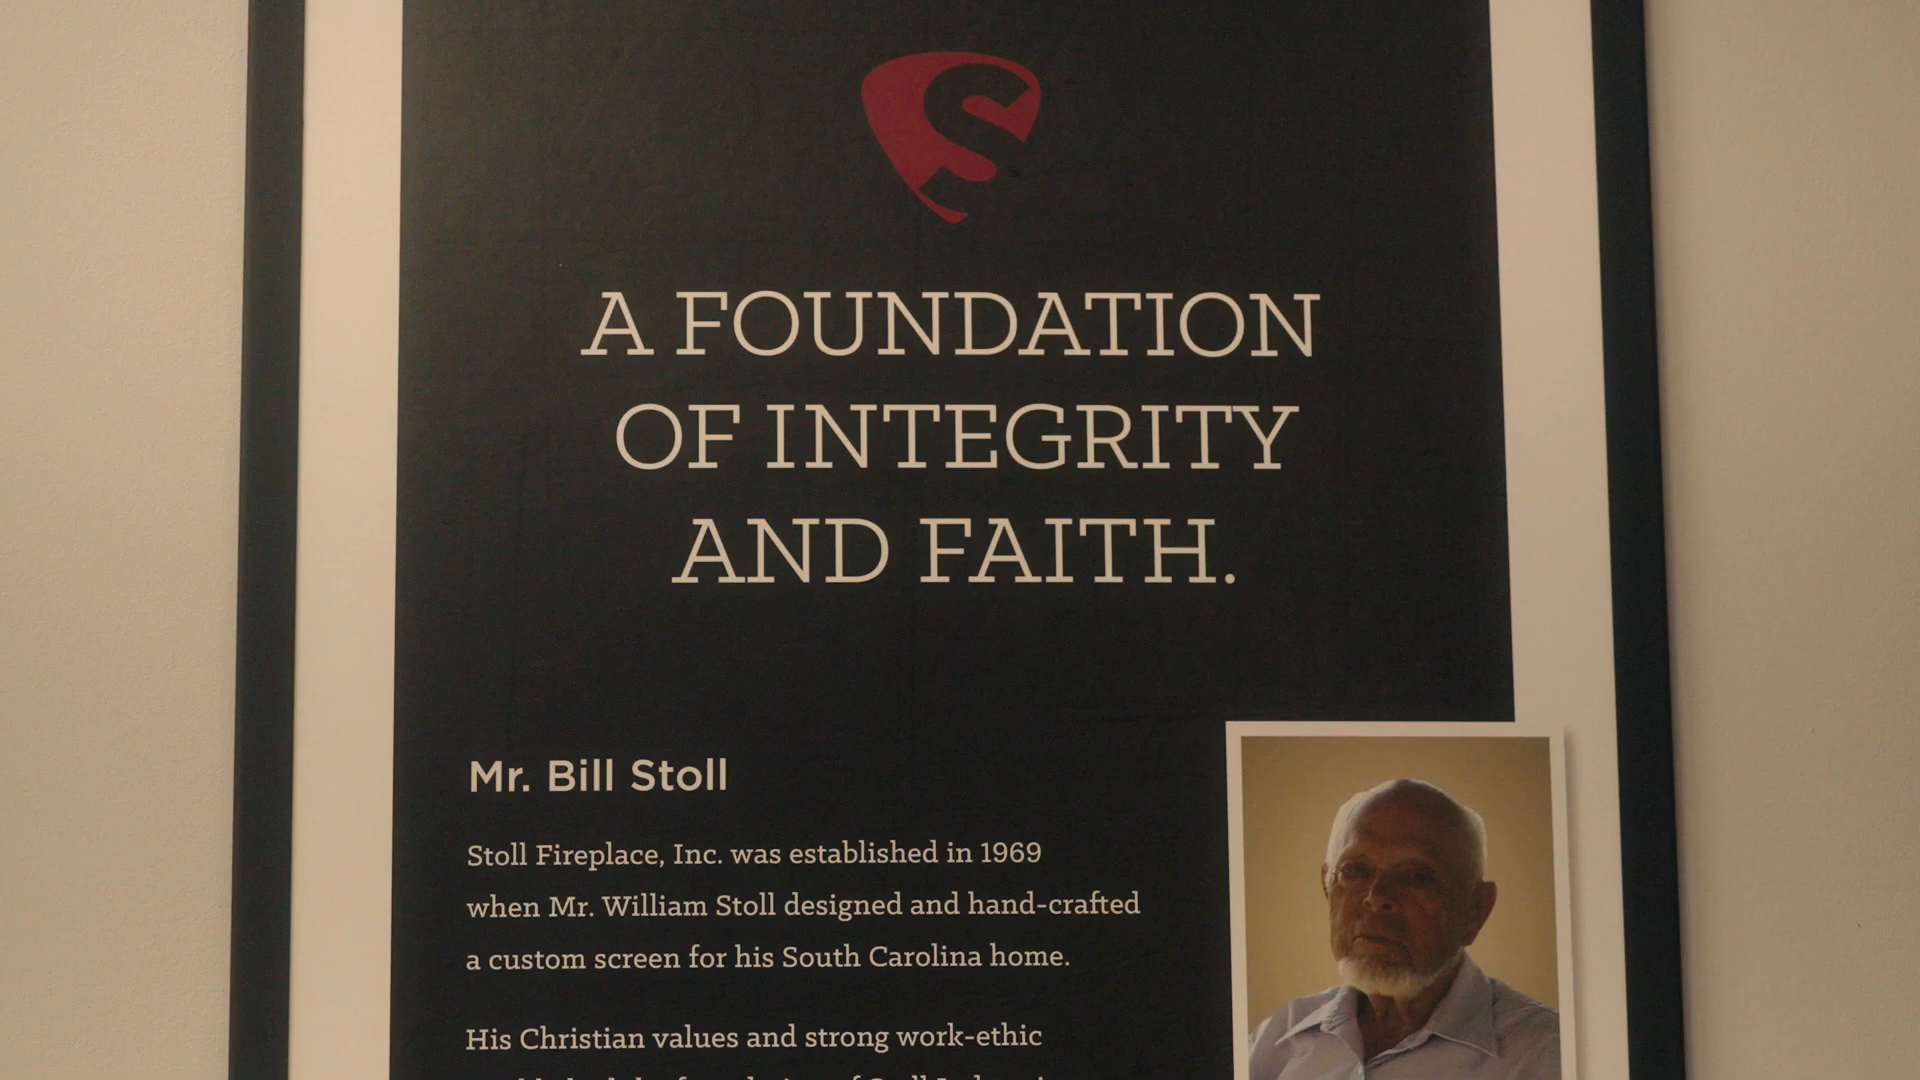 S
A FOUNDATION
OF INTEGRITY
AND FAITH.
Mr. Bill Stoll
Stoll Fireplace, Inc. was established in 1969
when Mr. William Stoll designed and hand-crafted
a custom screen for his South Carolina home.
His Christian values and strong work-ethic